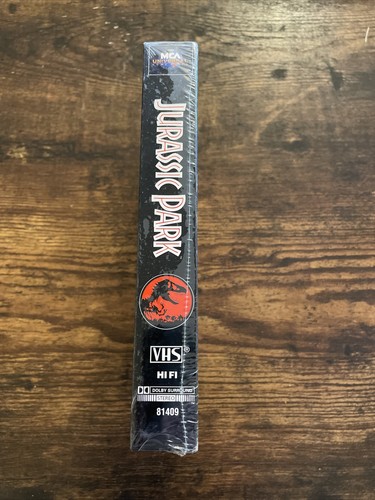 MCA
JURASSIC PARK
VHS®
HI FI
DOLBY SURROUND
STEREO
81409